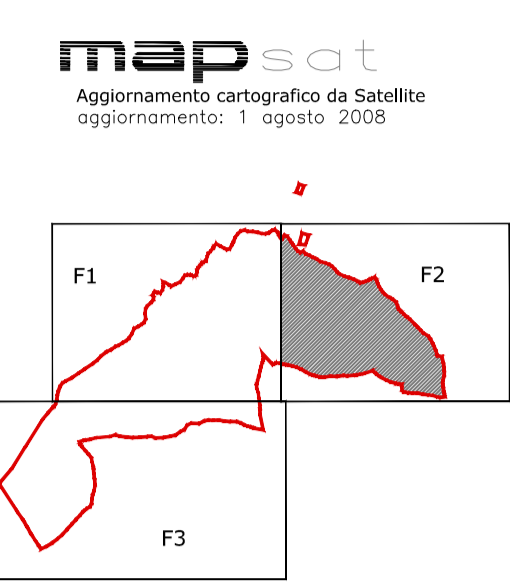 mapsat
Aggiornamento cartografico da Satellite
aggiornamento: 1 agosto 2008
F1
F2
F3